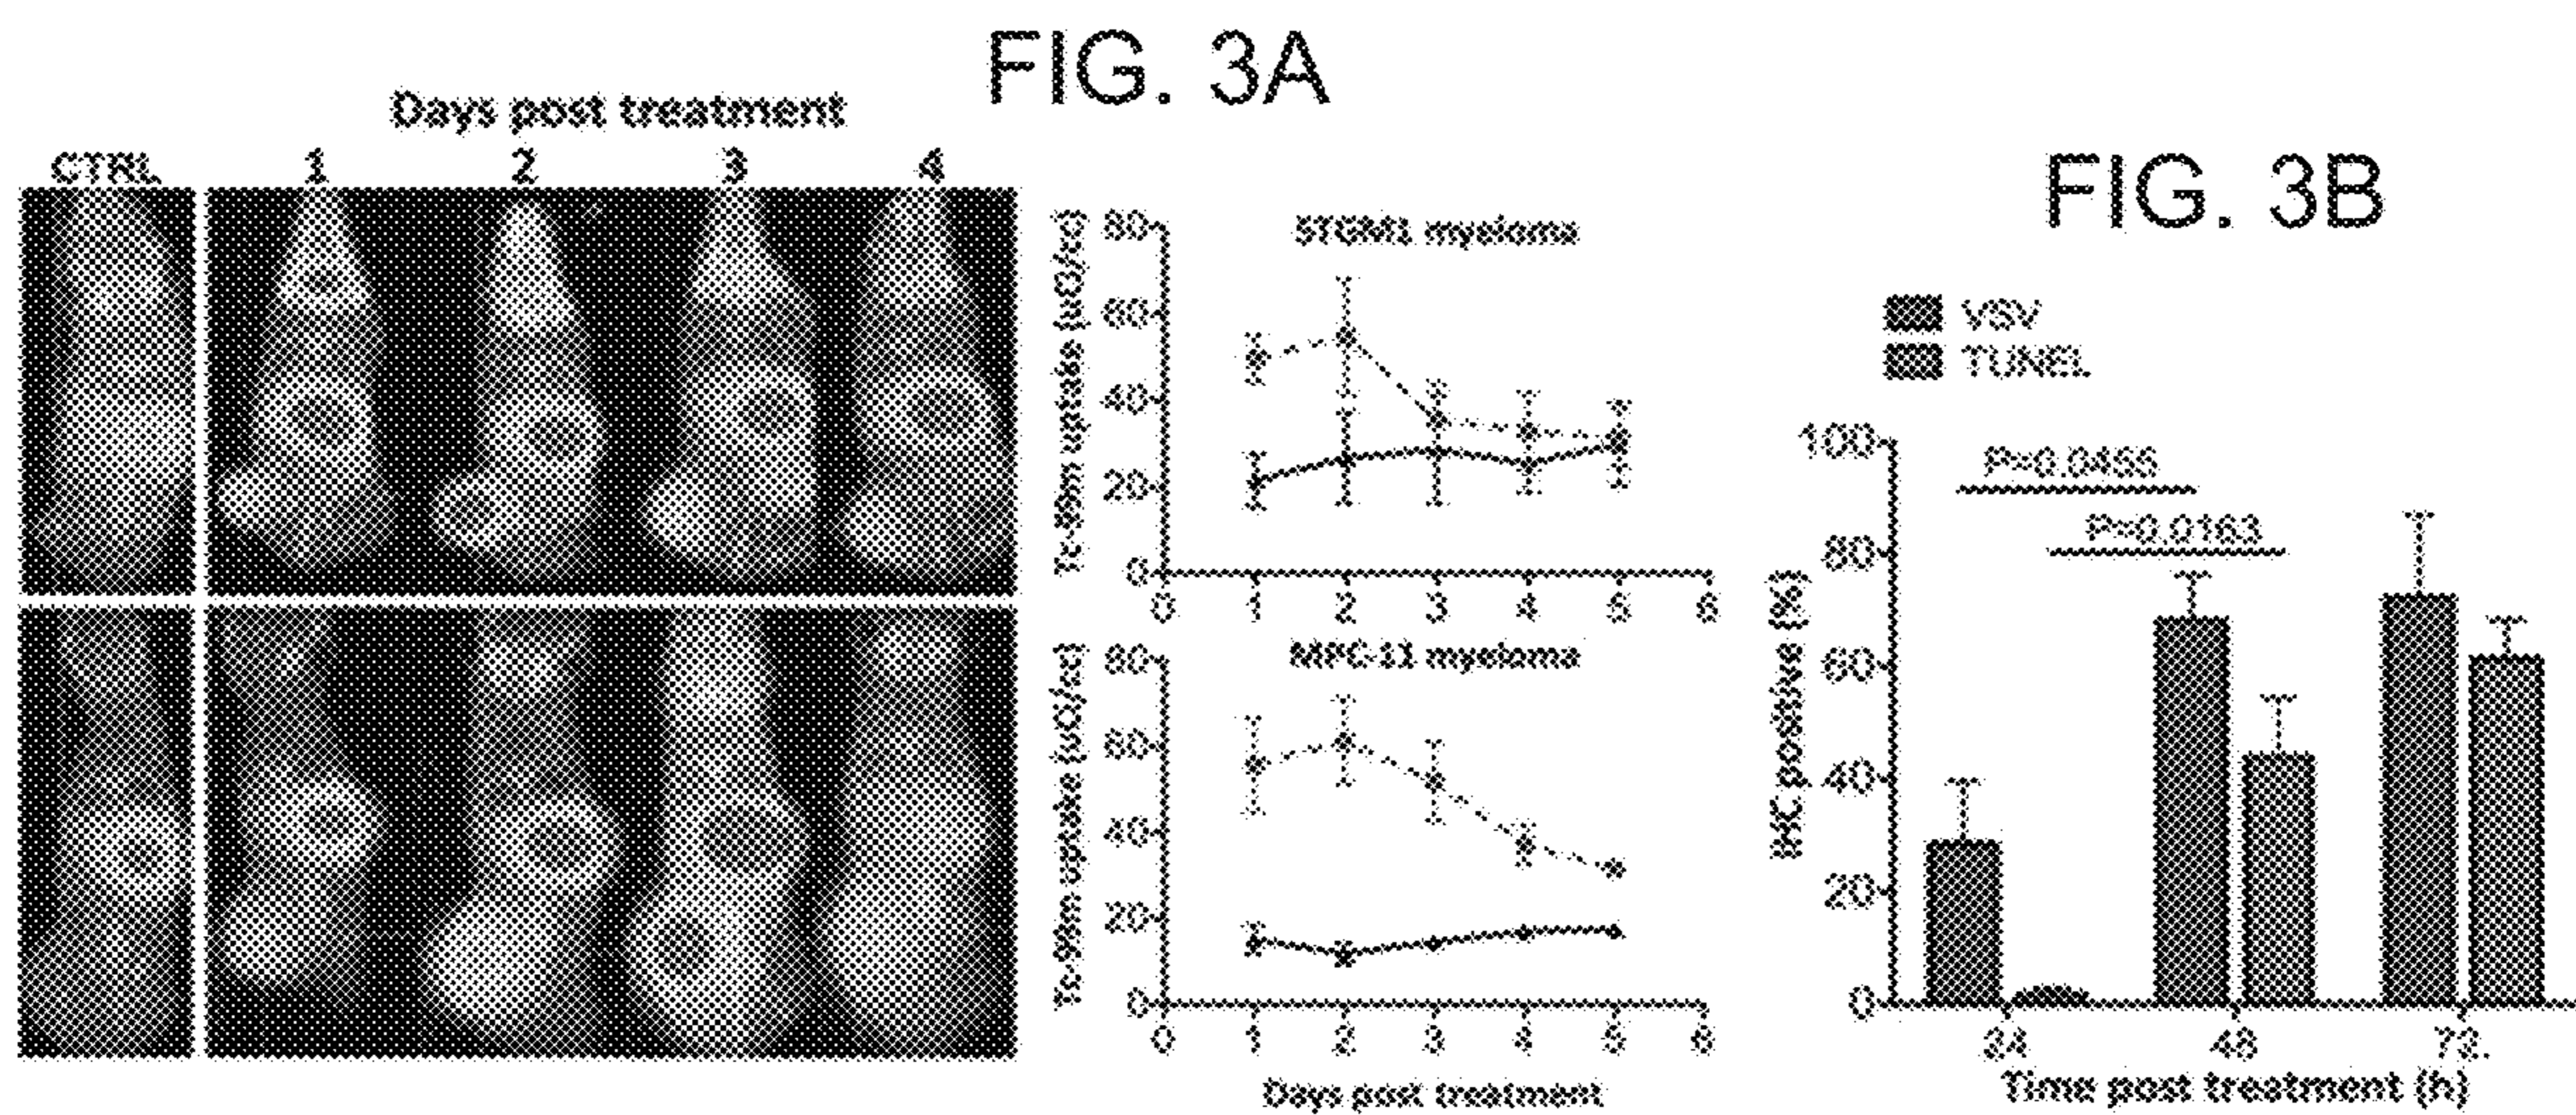 FIG. 3A
Days post treatment
CTRL 1 2 3 4
Tc-99m uptake (uCi/cc)
80
60
40
20
0
5TGM1 myeloma
0 1 2 3 4 5 6
Tc-99m uptake (uCi/cc)
80
60
40
20
0
MPC-11 myeloma
0 1 2 3 4 5 6
Days post treatment
FIG. 3B
VSV
TUNEL
IHC positive (%)
100
80
60
40
20
0
P=0.0466
P=0.0163
24 48 72
Time post treatment (h)